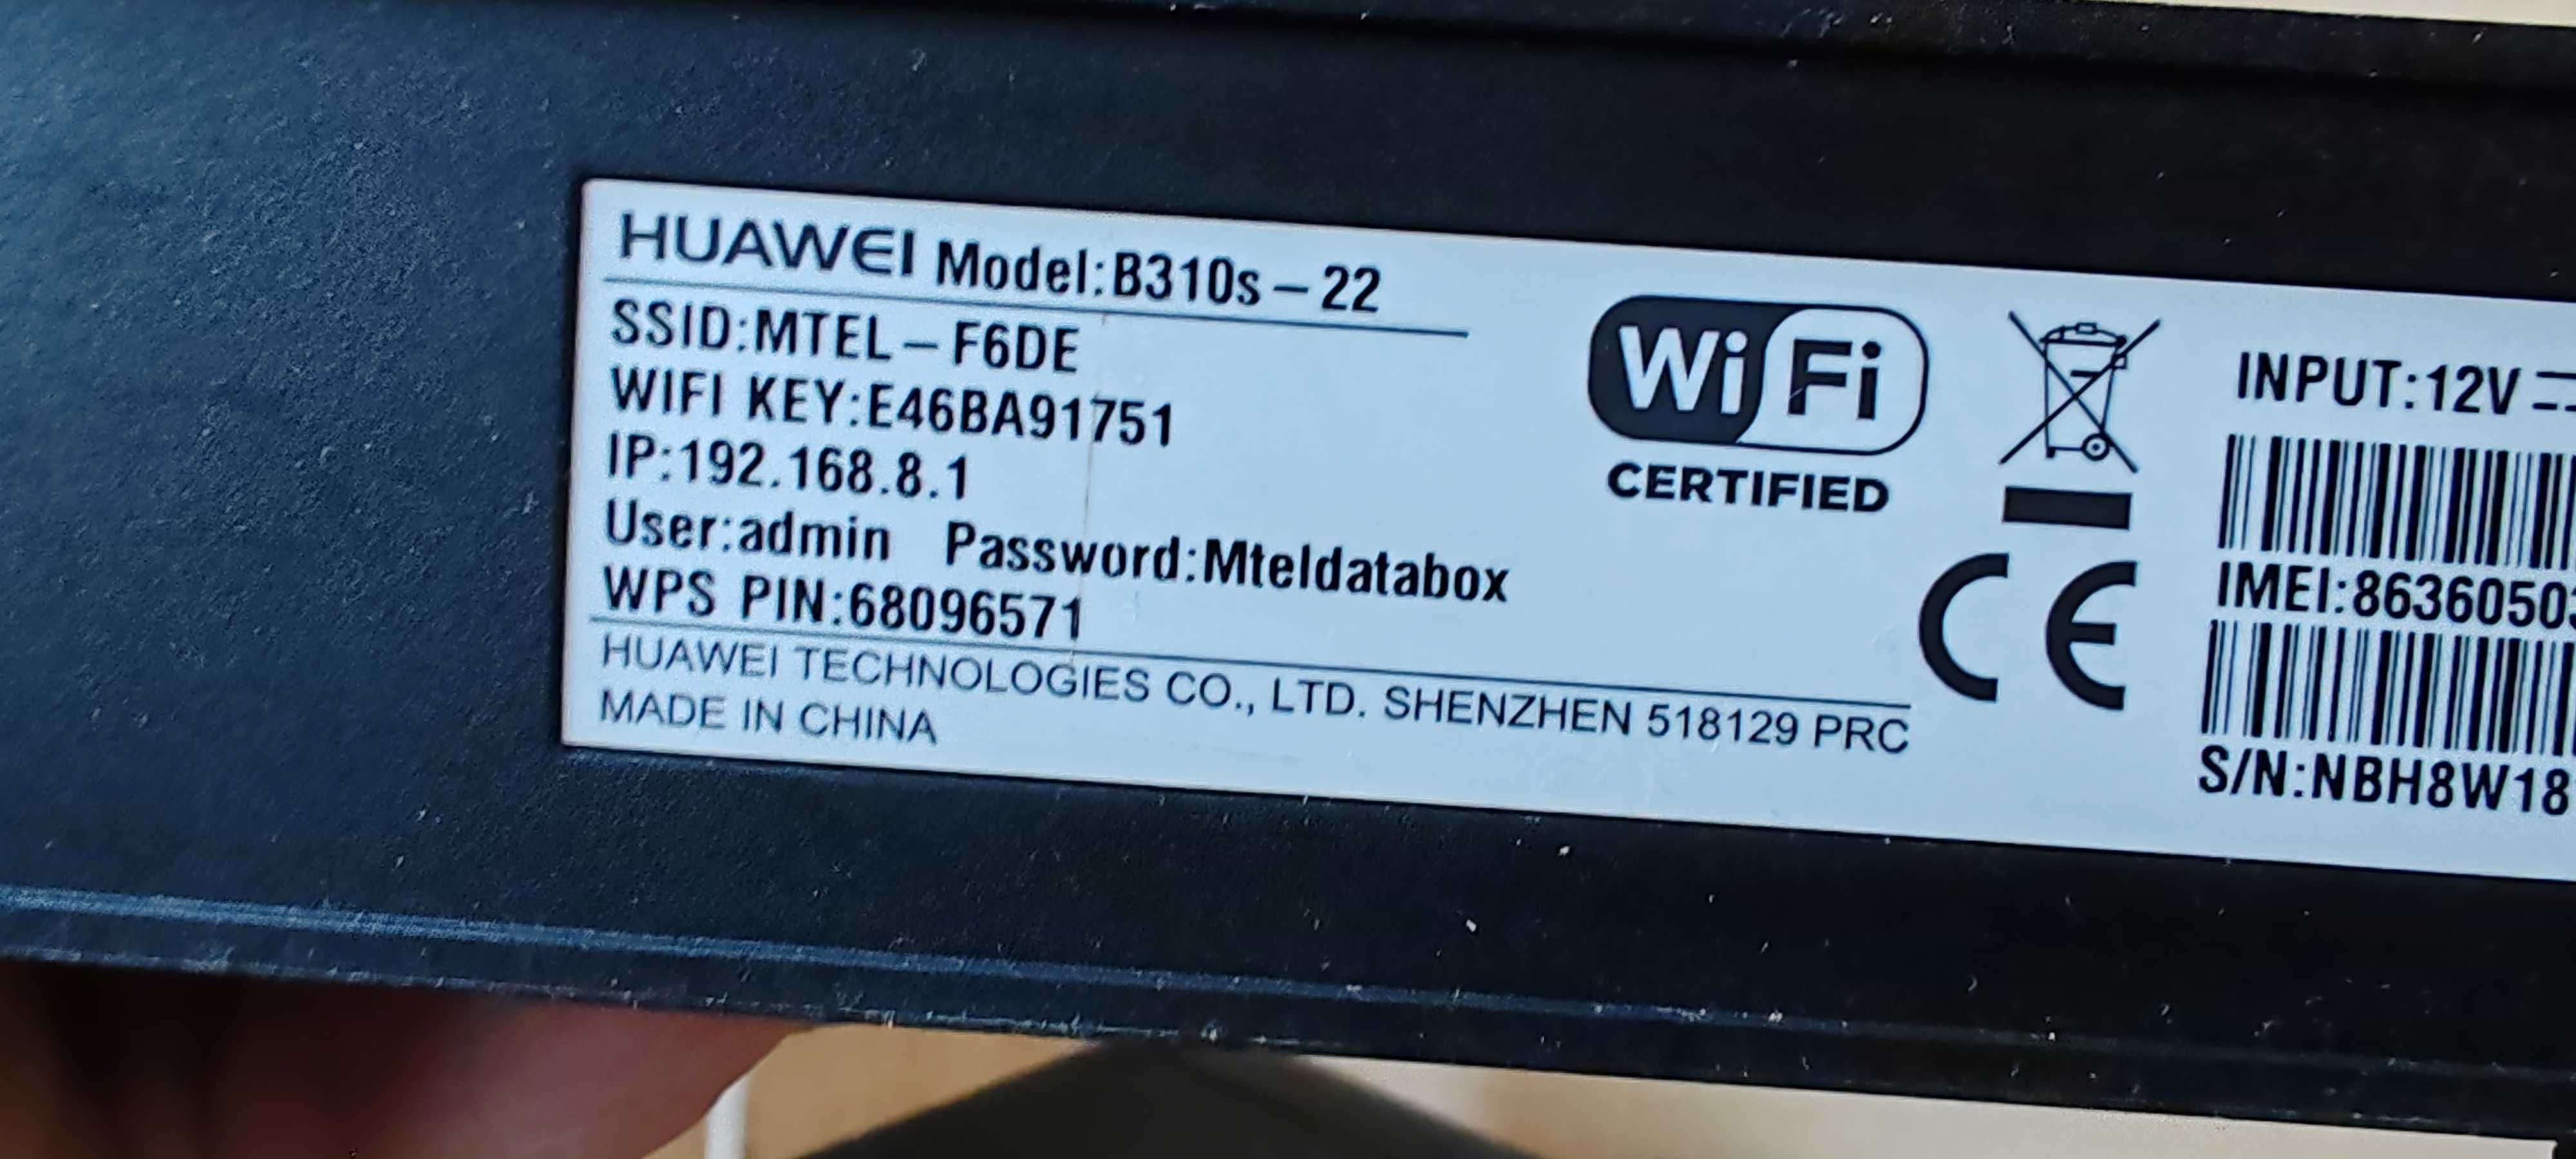 HUAWEI Model:B310s-22
SSID:MTEL-F6DE
WIFI KEY:E46BA91751
IP:192.168.8.1
User:admin Password:Mteldatabox
WPS PIN:68096571
HUAWEI TECHNOLOGIES CO., LTD. SHENZHEN 518129 PRC
MADE IN CHINA
WiFi
CERTIFIED
CE
INPUT:12V
IMEI:8636050
S/N:NBH8W18